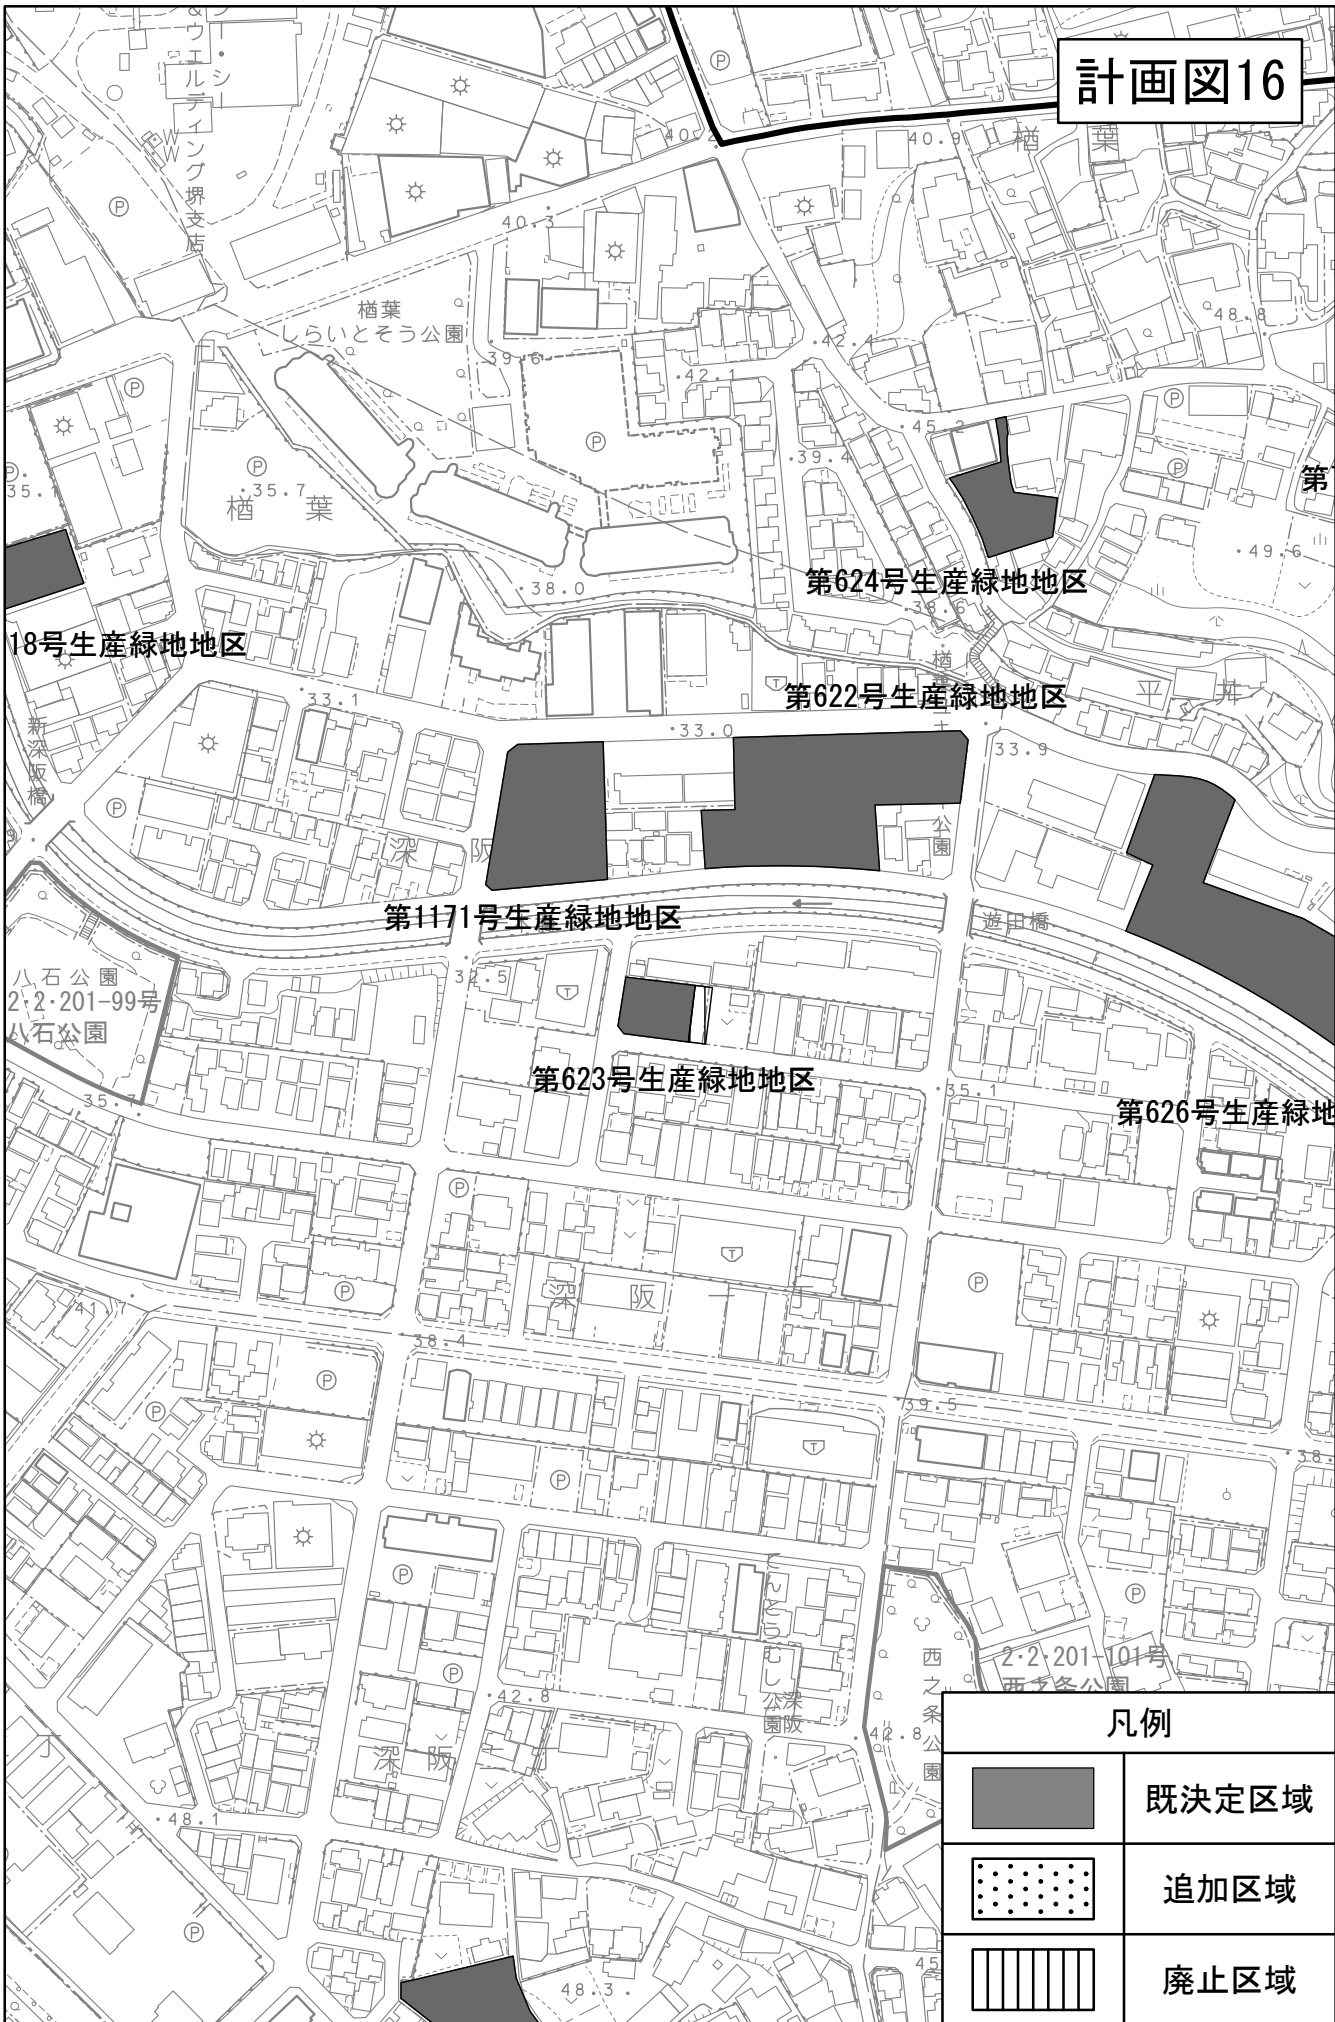 計画図16
ウエルディング堺支店
40.3
40.9
楢葉
楢葉
しらいとそう公園
39.6
42.1
42.4
48.8
45.2
39.4
35.7
楢葉
第
49.6
38.0
第624号生産緑地地区
38.6
18号生産緑地地区
33.1
第622号生産緑地地区
平井
33.0
33.9
新深阪橋
公園
深阪
第1171号生産緑地地区
遊田橋
32.5
八石公園
2・2・201-99号
八石公園
第623号生産緑地地区
35.1
35.7
第626号生産緑地
深阪一丁
41.7
38.4
39.5
38.
西之条公園
2・2・201-101号
西之条公園
深阪
公園
42.8
42.8
深阪二丁
丁
48.1
48.3
45
凡例
既決定区域
追加区域
廃止区域